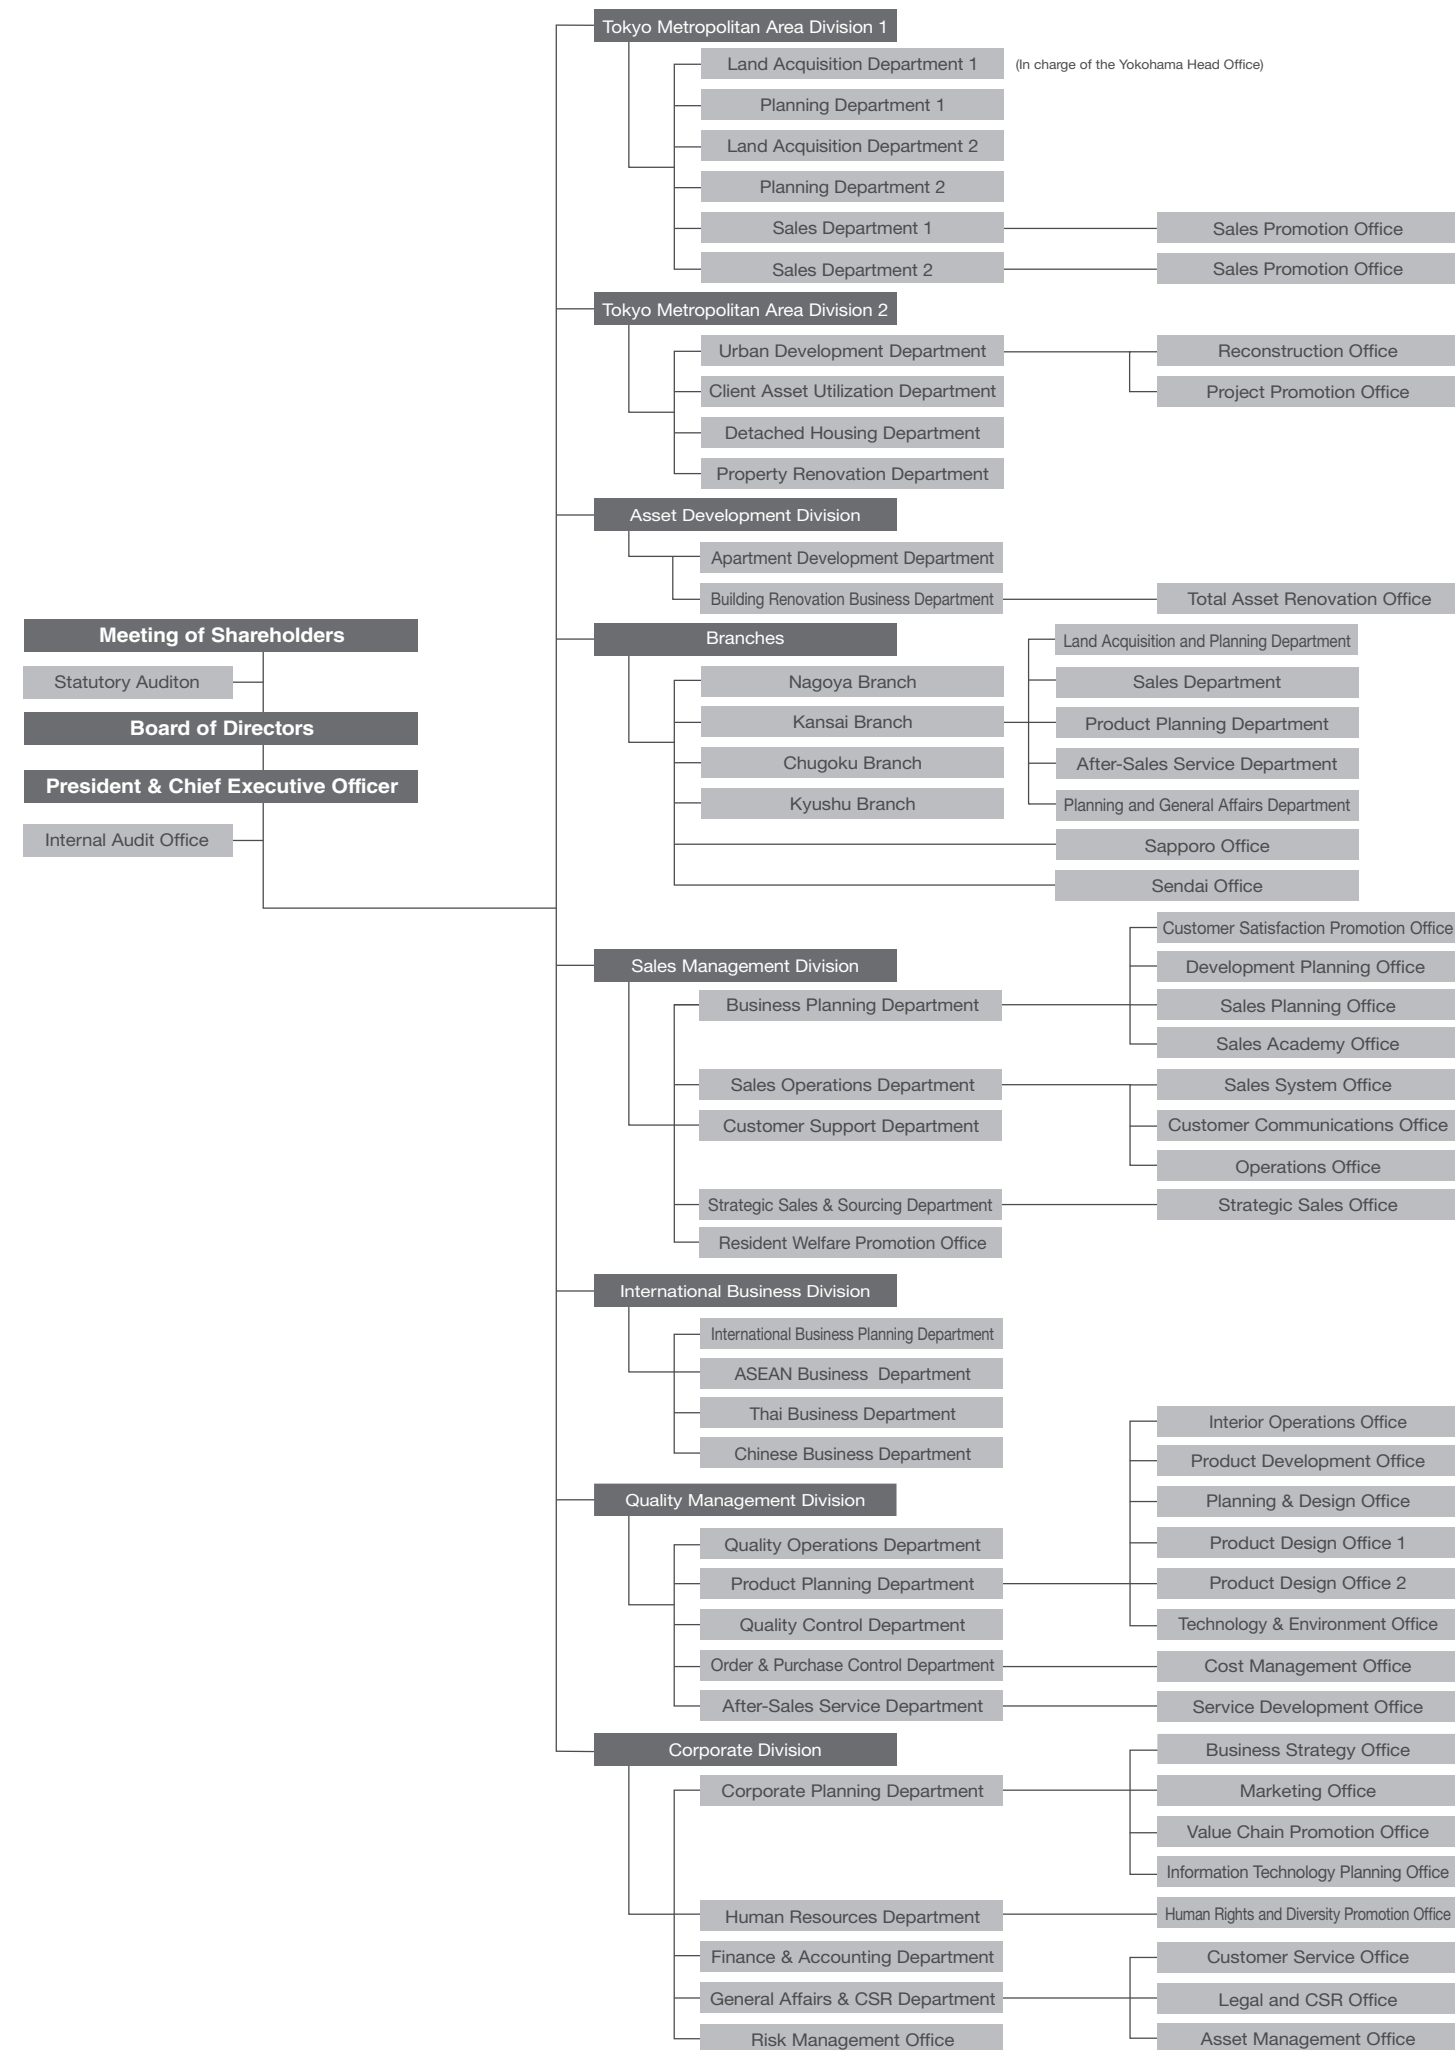 Tokyo Metropolitan Area Division 1
Land Acquisition Department 1
(In charge of the Yokohama Head Office)
Planning Department 1
Land Acquisition Department 2
Planning Department 2
Sales Department 1
Sales Promotion Office
Sales Department 2
Sales Promotion Office
Tokyo Metropolitan Area Division 2
Urban Development Department
Reconstruction Office
Client Asset Utilization Department
Project Promotion Office
Detached Housing Department
Property Renovation Department
Asset Development Division
Apartment Development Department
Building Renovation Business Department
Total Asset Renovation Office
Meeting of Shareholders
Statutory Auditon
Board of Directors
President & Chief Executive Officer
Internal Audit Office
Branches
Nagoya Branch
Kansai Branch
Chugoku Branch
Kyushu Branch
Land Acquisition and Planning Department
Sales Department
Product Planning Department
After-Sales Service Department
Planning and General Affairs Department
Sapporo Office
Sendai Office
Sales Management Division
Business Planning Department
Customer Satisfaction Promotion Office
Development Planning Office
Sales Planning Office
Sales Academy Office
Sales Operations Department
Sales System Office
Customer Support Department
Customer Communications Office
Operations Office
Strategic Sales & Sourcing Department
Strategic Sales Office
Resident Welfare Promotion Office
International Business Division
International Business Planning Department
ASEAN Business Department
Thai Business Department
Chinese Business Department
Quality Management Division
Quality Operations Department
Product Planning Department
Interior Operations Office
Product Development Office
Planning & Design Office
Product Design Office 1
Product Design Office 2
Technology & Environment Office
Quality Control Department
Order & Purchase Control Department
Cost Management Office
After-Sales Service Department
Service Development Office
Corporate Division
Corporate Planning Department
Business Strategy Office
Marketing Office
Value Chain Promotion Office
Information Technology Planning Office
Human Resources Department
Human Rights and Diversity Promotion Office
Finance & Accounting Department
General Affairs & CSR Department
Customer Service Office
Legal and CSR Office
Asset Management Office
Risk Management Office